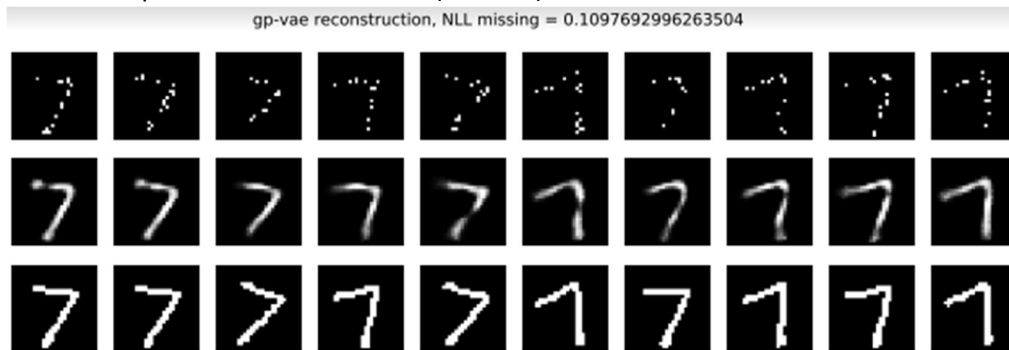 gp-vae reconstruction, NLL missing = 0.1097692996263504